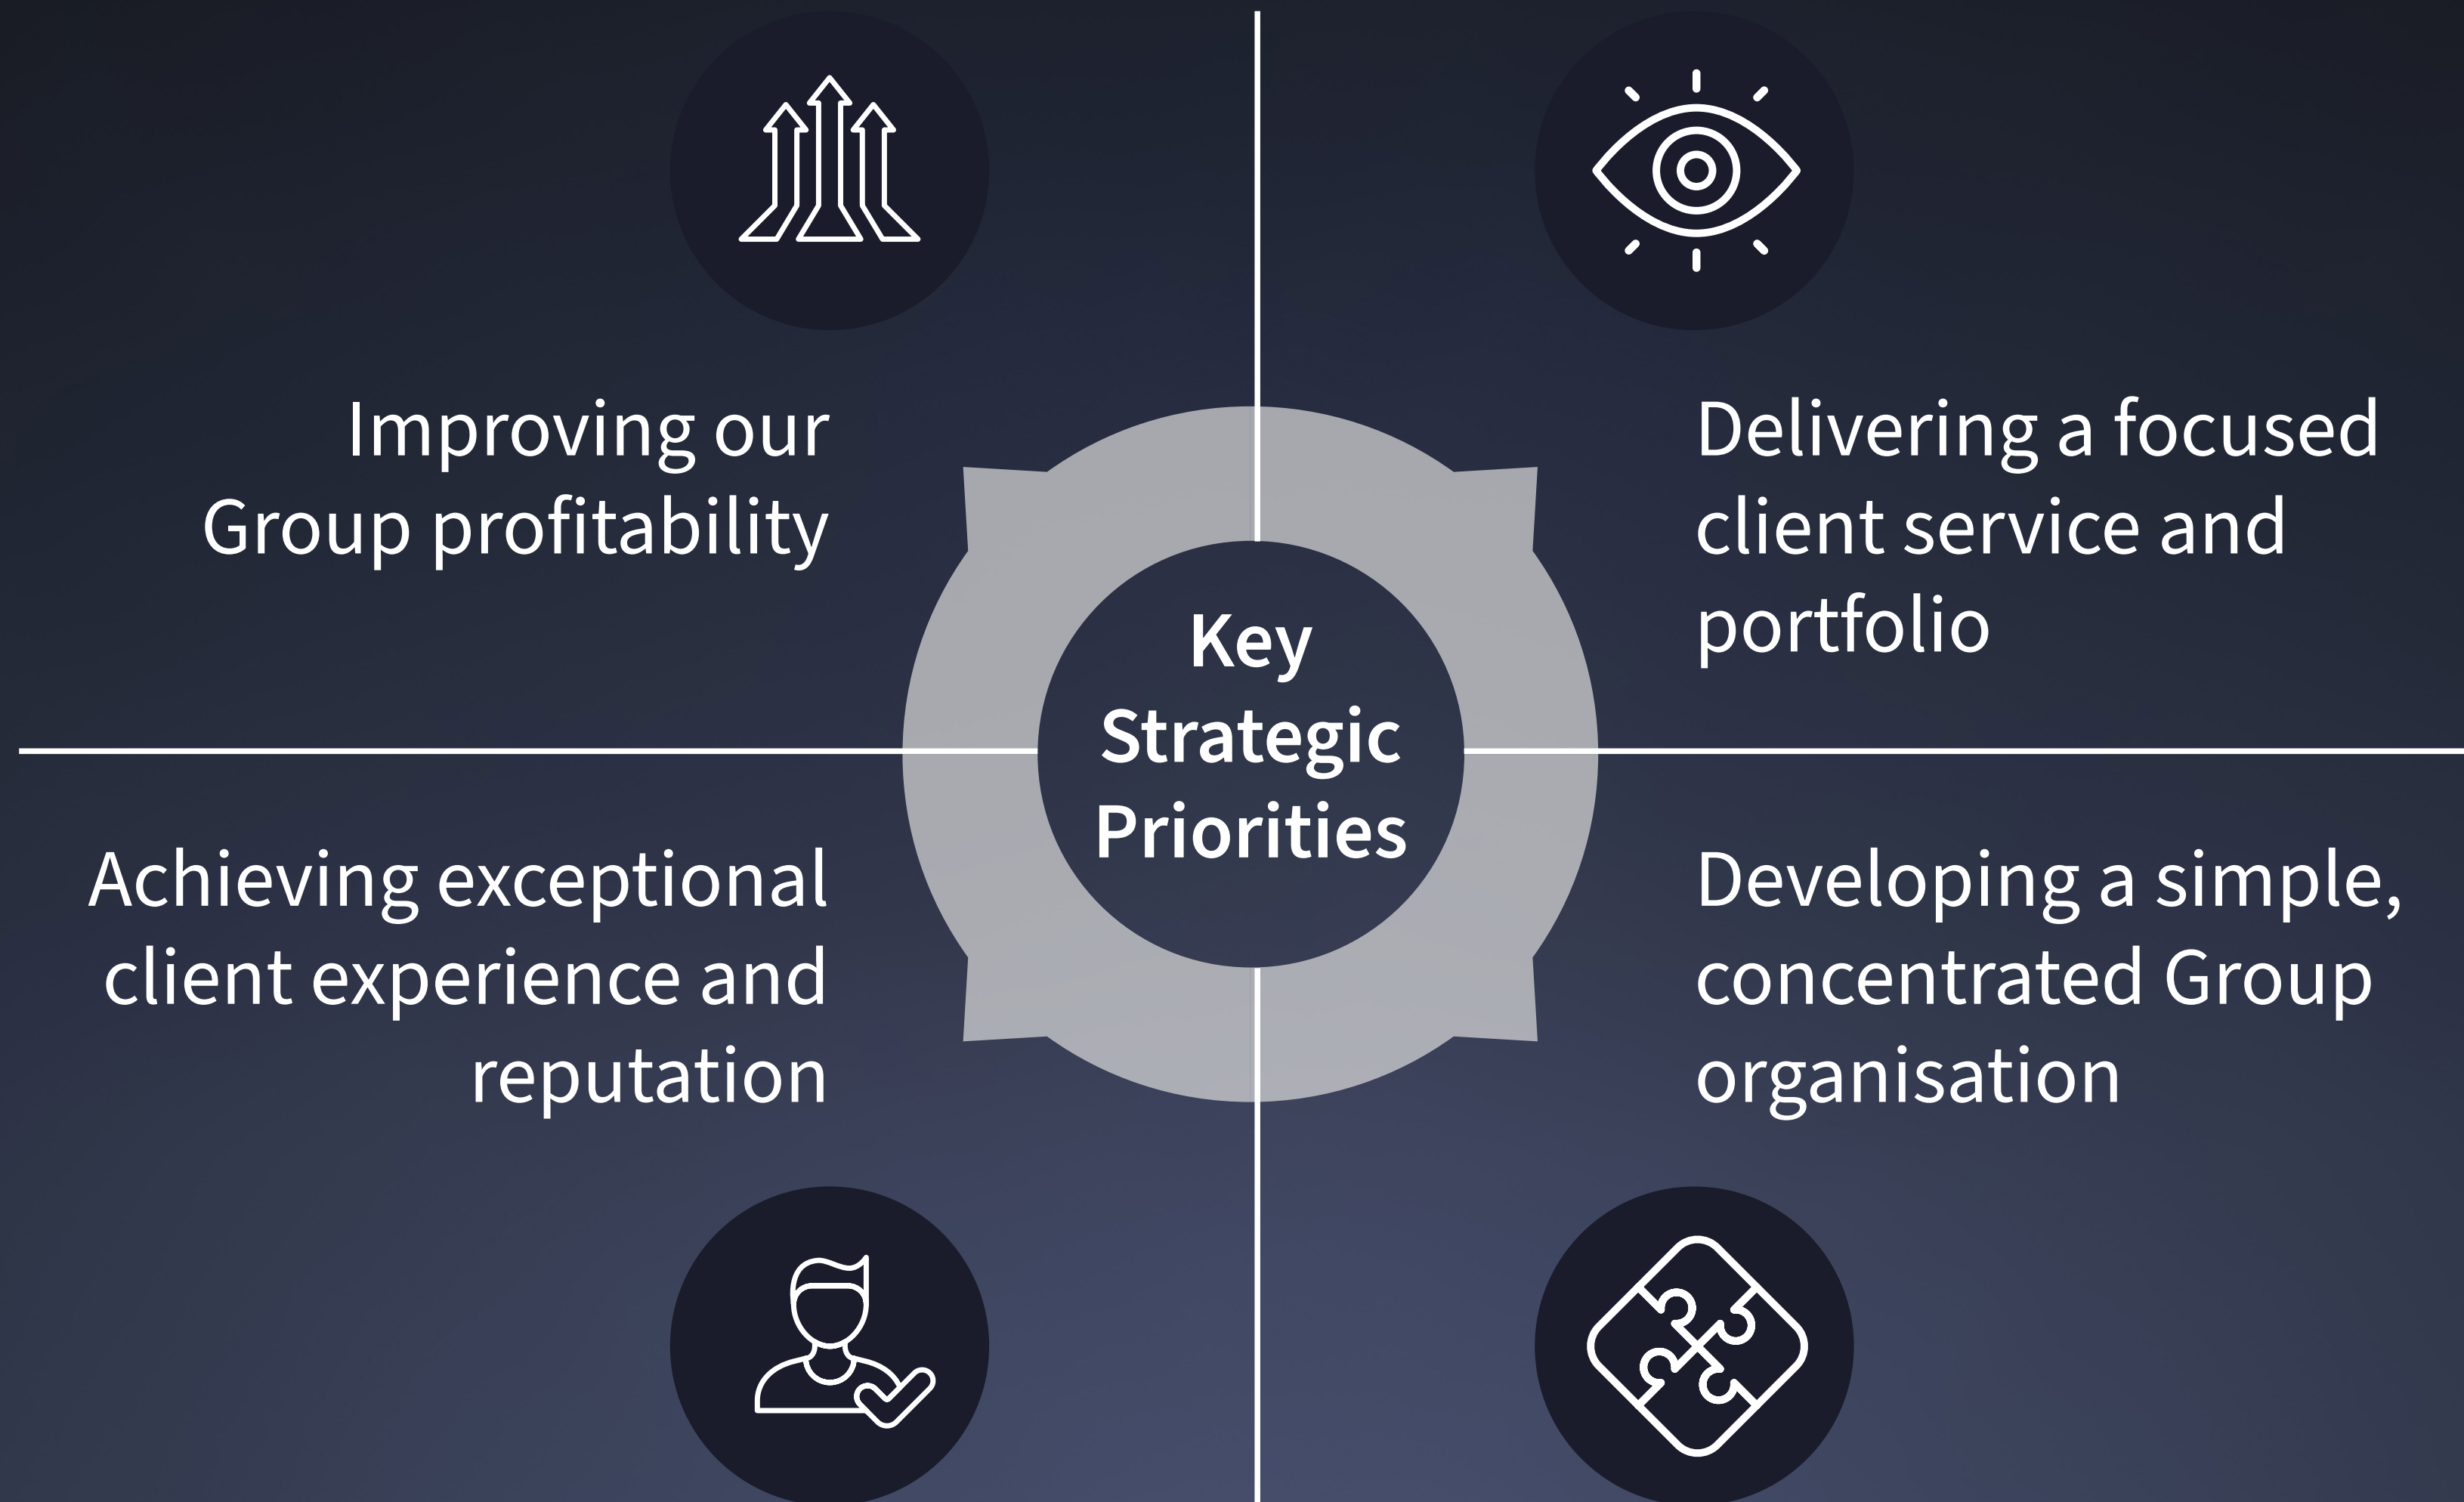 Improving our
Group profitability
Delivering a focused
client service and
portfolio
Key
Strategic
Priorities
Achieving exceptional
client experience and
reputation
Developing a simple,
concentrated Group
organisation